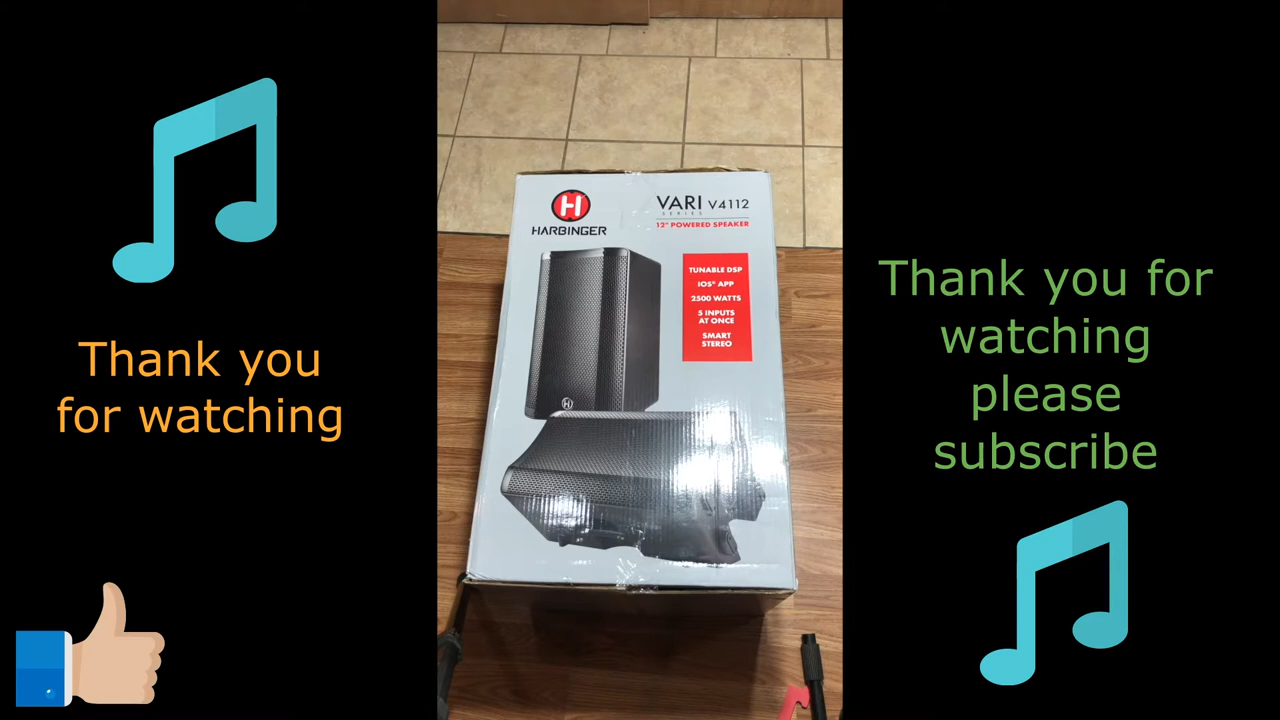 Thank you
for watching
H
HARBINGER
VARI V4112
SERIES
12" POWERED SPEAKER
TUNABLE DSP
iOS® APP
2500 WATTS
5 INPUTS
AT ONCE
SMART
STEREO
H
Thank you for
watching
please
subscribe